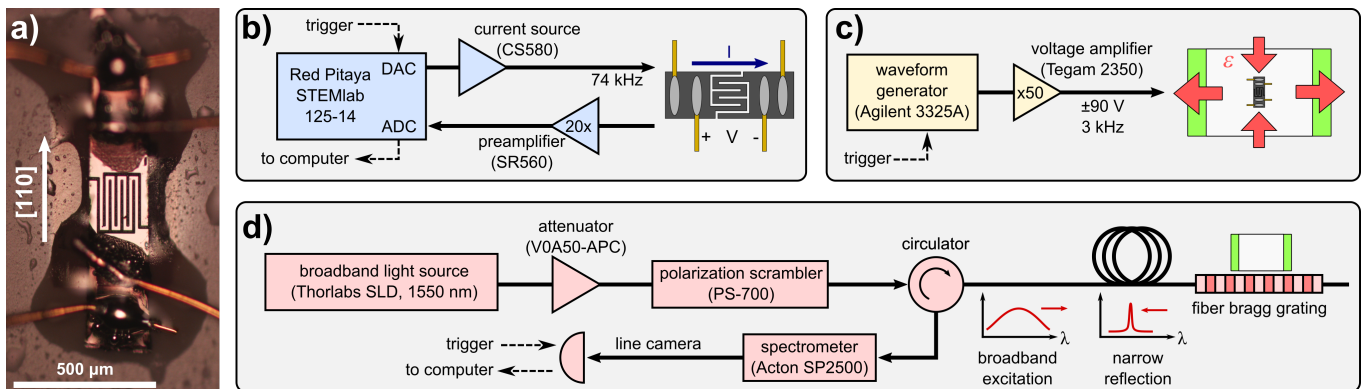 a)
[110]
500 μm
b)
trigger
Red Pitaya
STEMlab
125-14
DAC
ADC
to computer
current source
(CS580)
74 kHz
20x
preamplifier
(SR560)
I
+ V -
c)
waveform
generator
(Agilent 3325A)
trigger
voltage amplifier
(Tegam 2350)
x50
±90 V
3 kHz
ε
d)
broadband light source
(Thorlabs SLD, 1550 nm)
attenuator
(V0A50-APC)
polarization scrambler
(PS-700)
circulator
fiber bragg grating
λ
broadband
excitation
λ
narrow
reflection
spectrometer
(Acton SP2500)
line camera
trigger
to computer